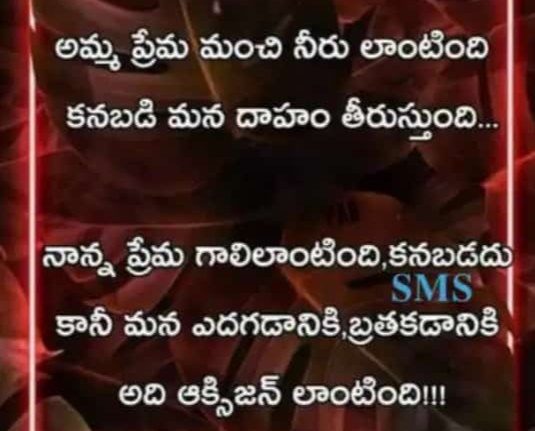 అమ్మ ప్రేమ మంచి నీరు లాంటింది
కనబడి మన దాహం తీరుస్తుంది...
నాన్న ప్రేమ గాలిలాంటింది,కనబడదు
SMS
కానీ మన ఎదగడానికి,బ్రతకడానికి
అది ఆక్సిజన్ లాంటింది!!!